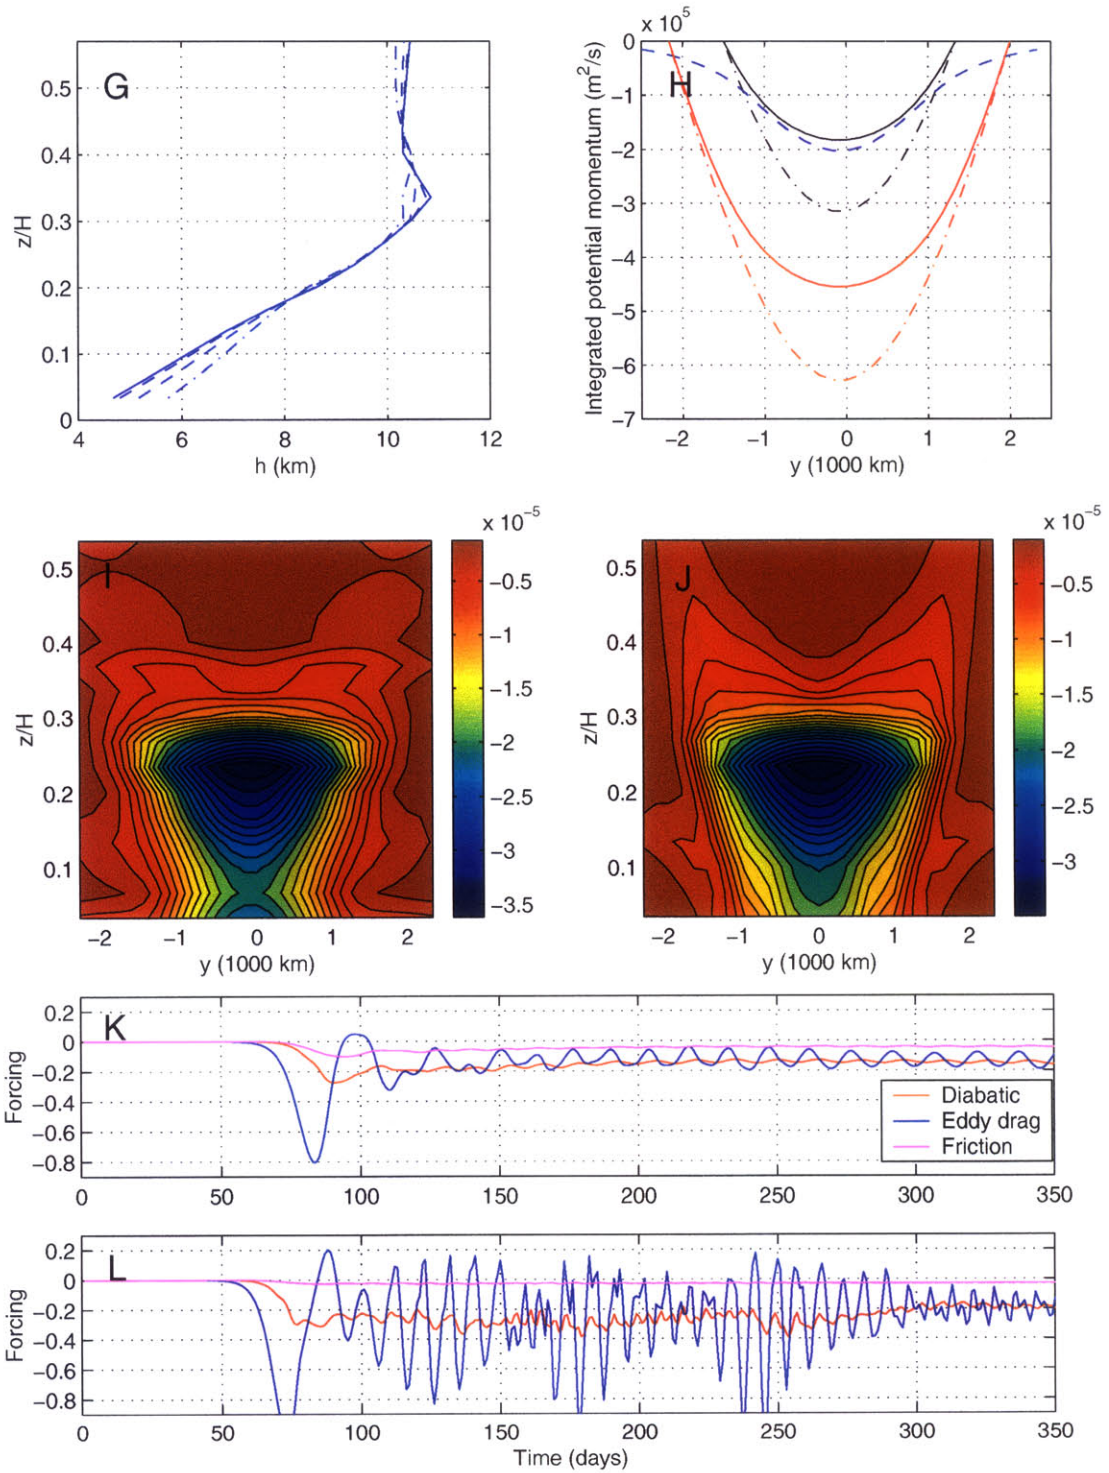 G
0.5
0.4
0.3
0.2
0.1
0
z/H
4 6 8 10 12
h (km)
x 10^5
H
0
−1
−2
−3
−4
−5
−6
−7
Integrated potential momentum (m^2/s)
−2 −1 0 1 2
y (1000 km)
x 10^−5
I
0.5
0.4
0.3
0.2
0.1
z/H
−2 −1 0 1 2
y (1000 km)
−0.5
−1
−1.5
−2
−2.5
−3
−3.5
x 10^−5
J
0.5
0.4
0.3
0.2
0.1
z/H
−2 −1 0 1 2
y (1000 km)
−0.5
−1
−1.5
−2
−2.5
−3
K
0.2
0
−0.2
−0.4
−0.6
−0.8
Forcing
Diabatic
Eddy drag
Friction
0 50 100 150 200 250 300 350
L
0.2
0
−0.2
−0.4
−0.6
−0.8
Forcing
0 50 100 150 200 250 300 350
Time (days)